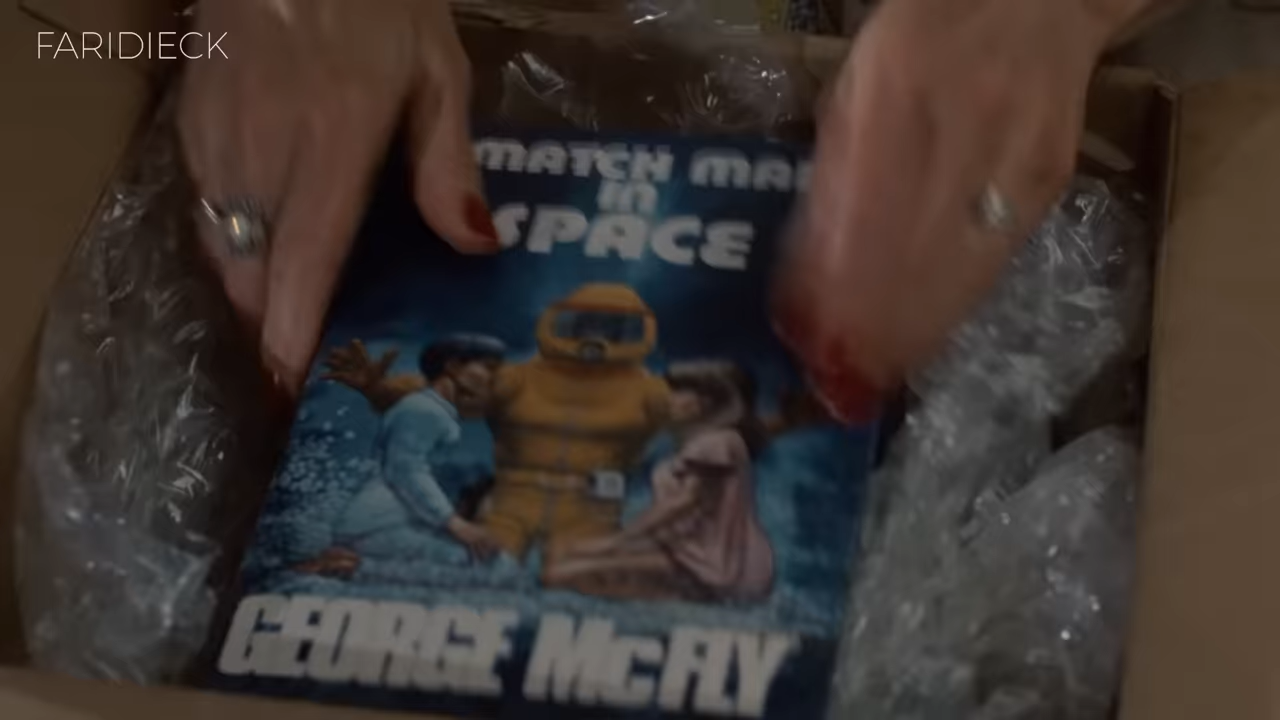 FARIDIECK
MATCH MA
IN
SPACE
GEORGE McFLY